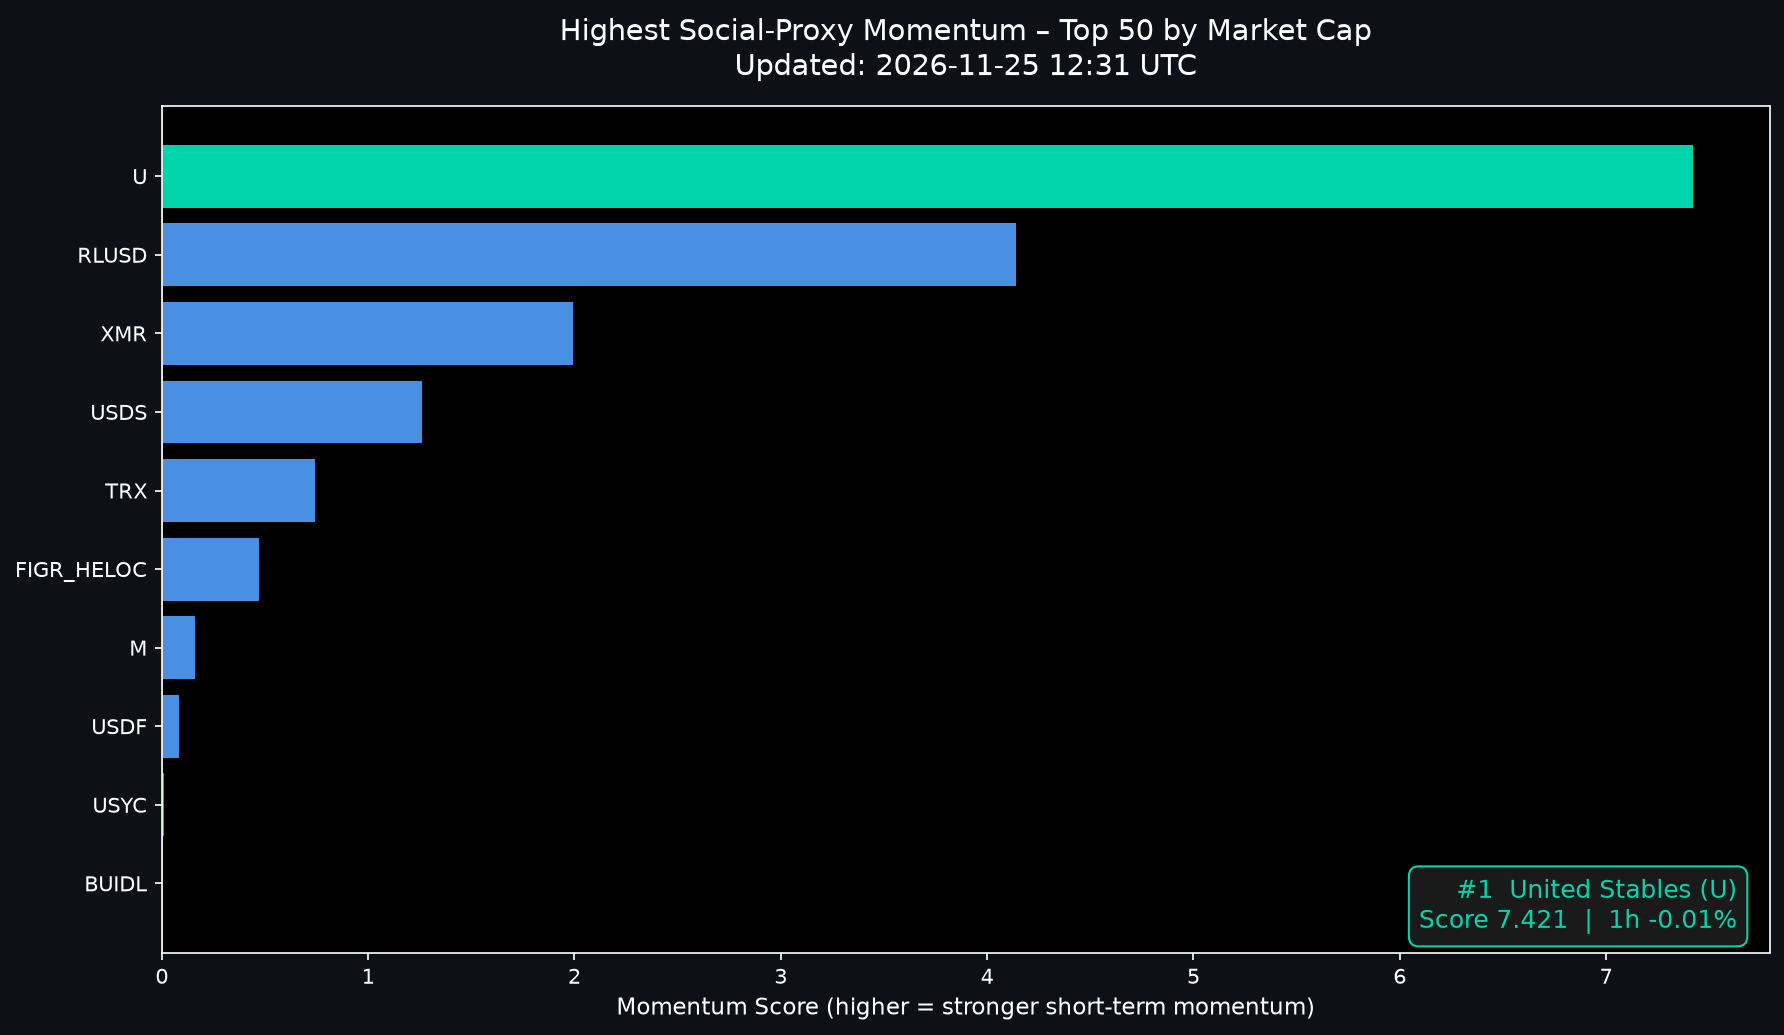 Highest Social-Proxy Momentum – Top 50 by Market Cap
Updated: 2026-11-25 12:31 UTC
U
RLUSD
XMR
USDS
TRX
FIGR_HELOC
M
USDF
USYC
BUIDL
#1  United Stables (U)
Score 7.421  |  1h -0.01%
0 1 2 3 4 5 6 7
Momentum Score (higher = stronger short-term momentum)